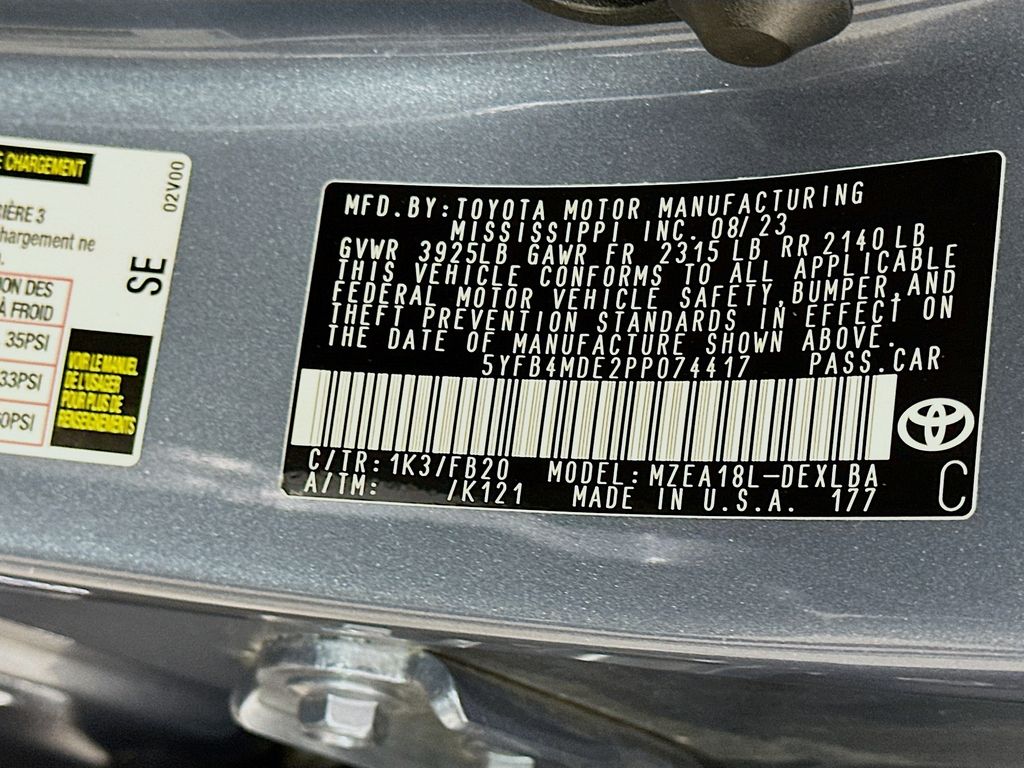 E CHARGEMENT
02V00
IÈRE 3
hargement ne
SE
ION DES
À FROID
35PSI
33PSI
60PSI
VOIR LE MANUEL
DE L'USAGER
POUR PLUS DE
RENSEIGNEMENTS
MFD.BY:TOYOTA MOTOR MANUFACTURING
MISSISSIPPI INC. 08/23
GVWR 3925LB GAWR FR 2315 LB RR 2140 LB
THIS VEHICLE CONFORMS TO ALL APPLICABLE
FEDERAL MOTOR VEHICLE SAFETY,BUMPER,AND
THEFT PREVENTION STANDARDS IN EFFECT ON
THE DATE OF MANUFACTURE SHOWN ABOVE.
5YFB4MDE2PP074417 PASS.CAR
C/TR: 1K3/FB20 MODEL: MZEA18L-DEXLBA
A/TM: /K121 MADE IN U.S.A. 177
C